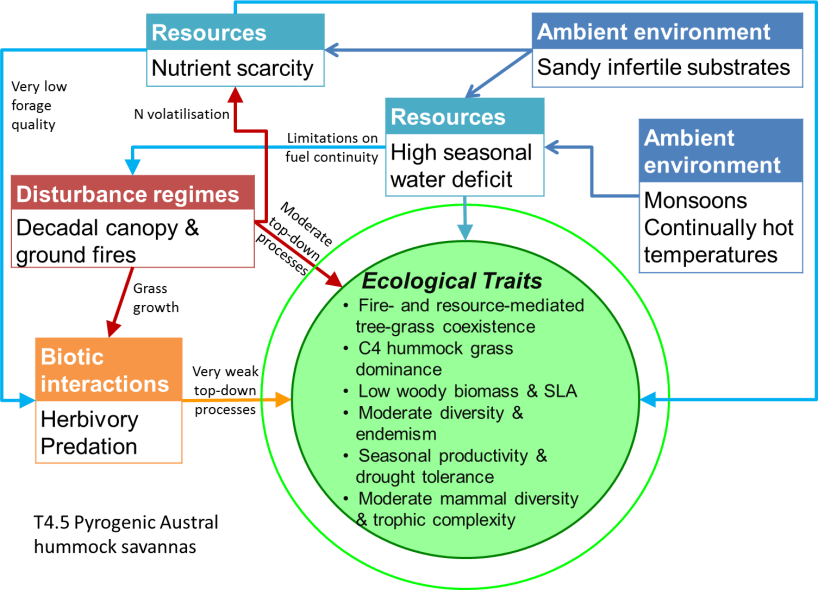 Resources
Nutrient scarcity
Ambient environment
Sandy infertile substrates
Very low
forage
quality
N volatilisation
Resources
High seasonal
water deficit
Limitations on
fuel continuity
Ambient
environment
Monsoons
Continually hot
temperatures
Disturbance regimes
Decadal canopy &
ground fires
Moderate
top-down
processes
Grass
growth
Biotic
interactions
Herbivory
Predation
Very weak
top-down
processes
Ecological Traits
• Fire- and resource-mediated
tree-grass coexistence
• C4 hummock grass
dominance
• Low woody biomass & SLA
• Moderate diversity &
endemism
• Seasonal productivity &
drought tolerance
• Moderate mammal diversity
& trophic complexity
T4.5 Pyrogenic Austral
hummock savannas